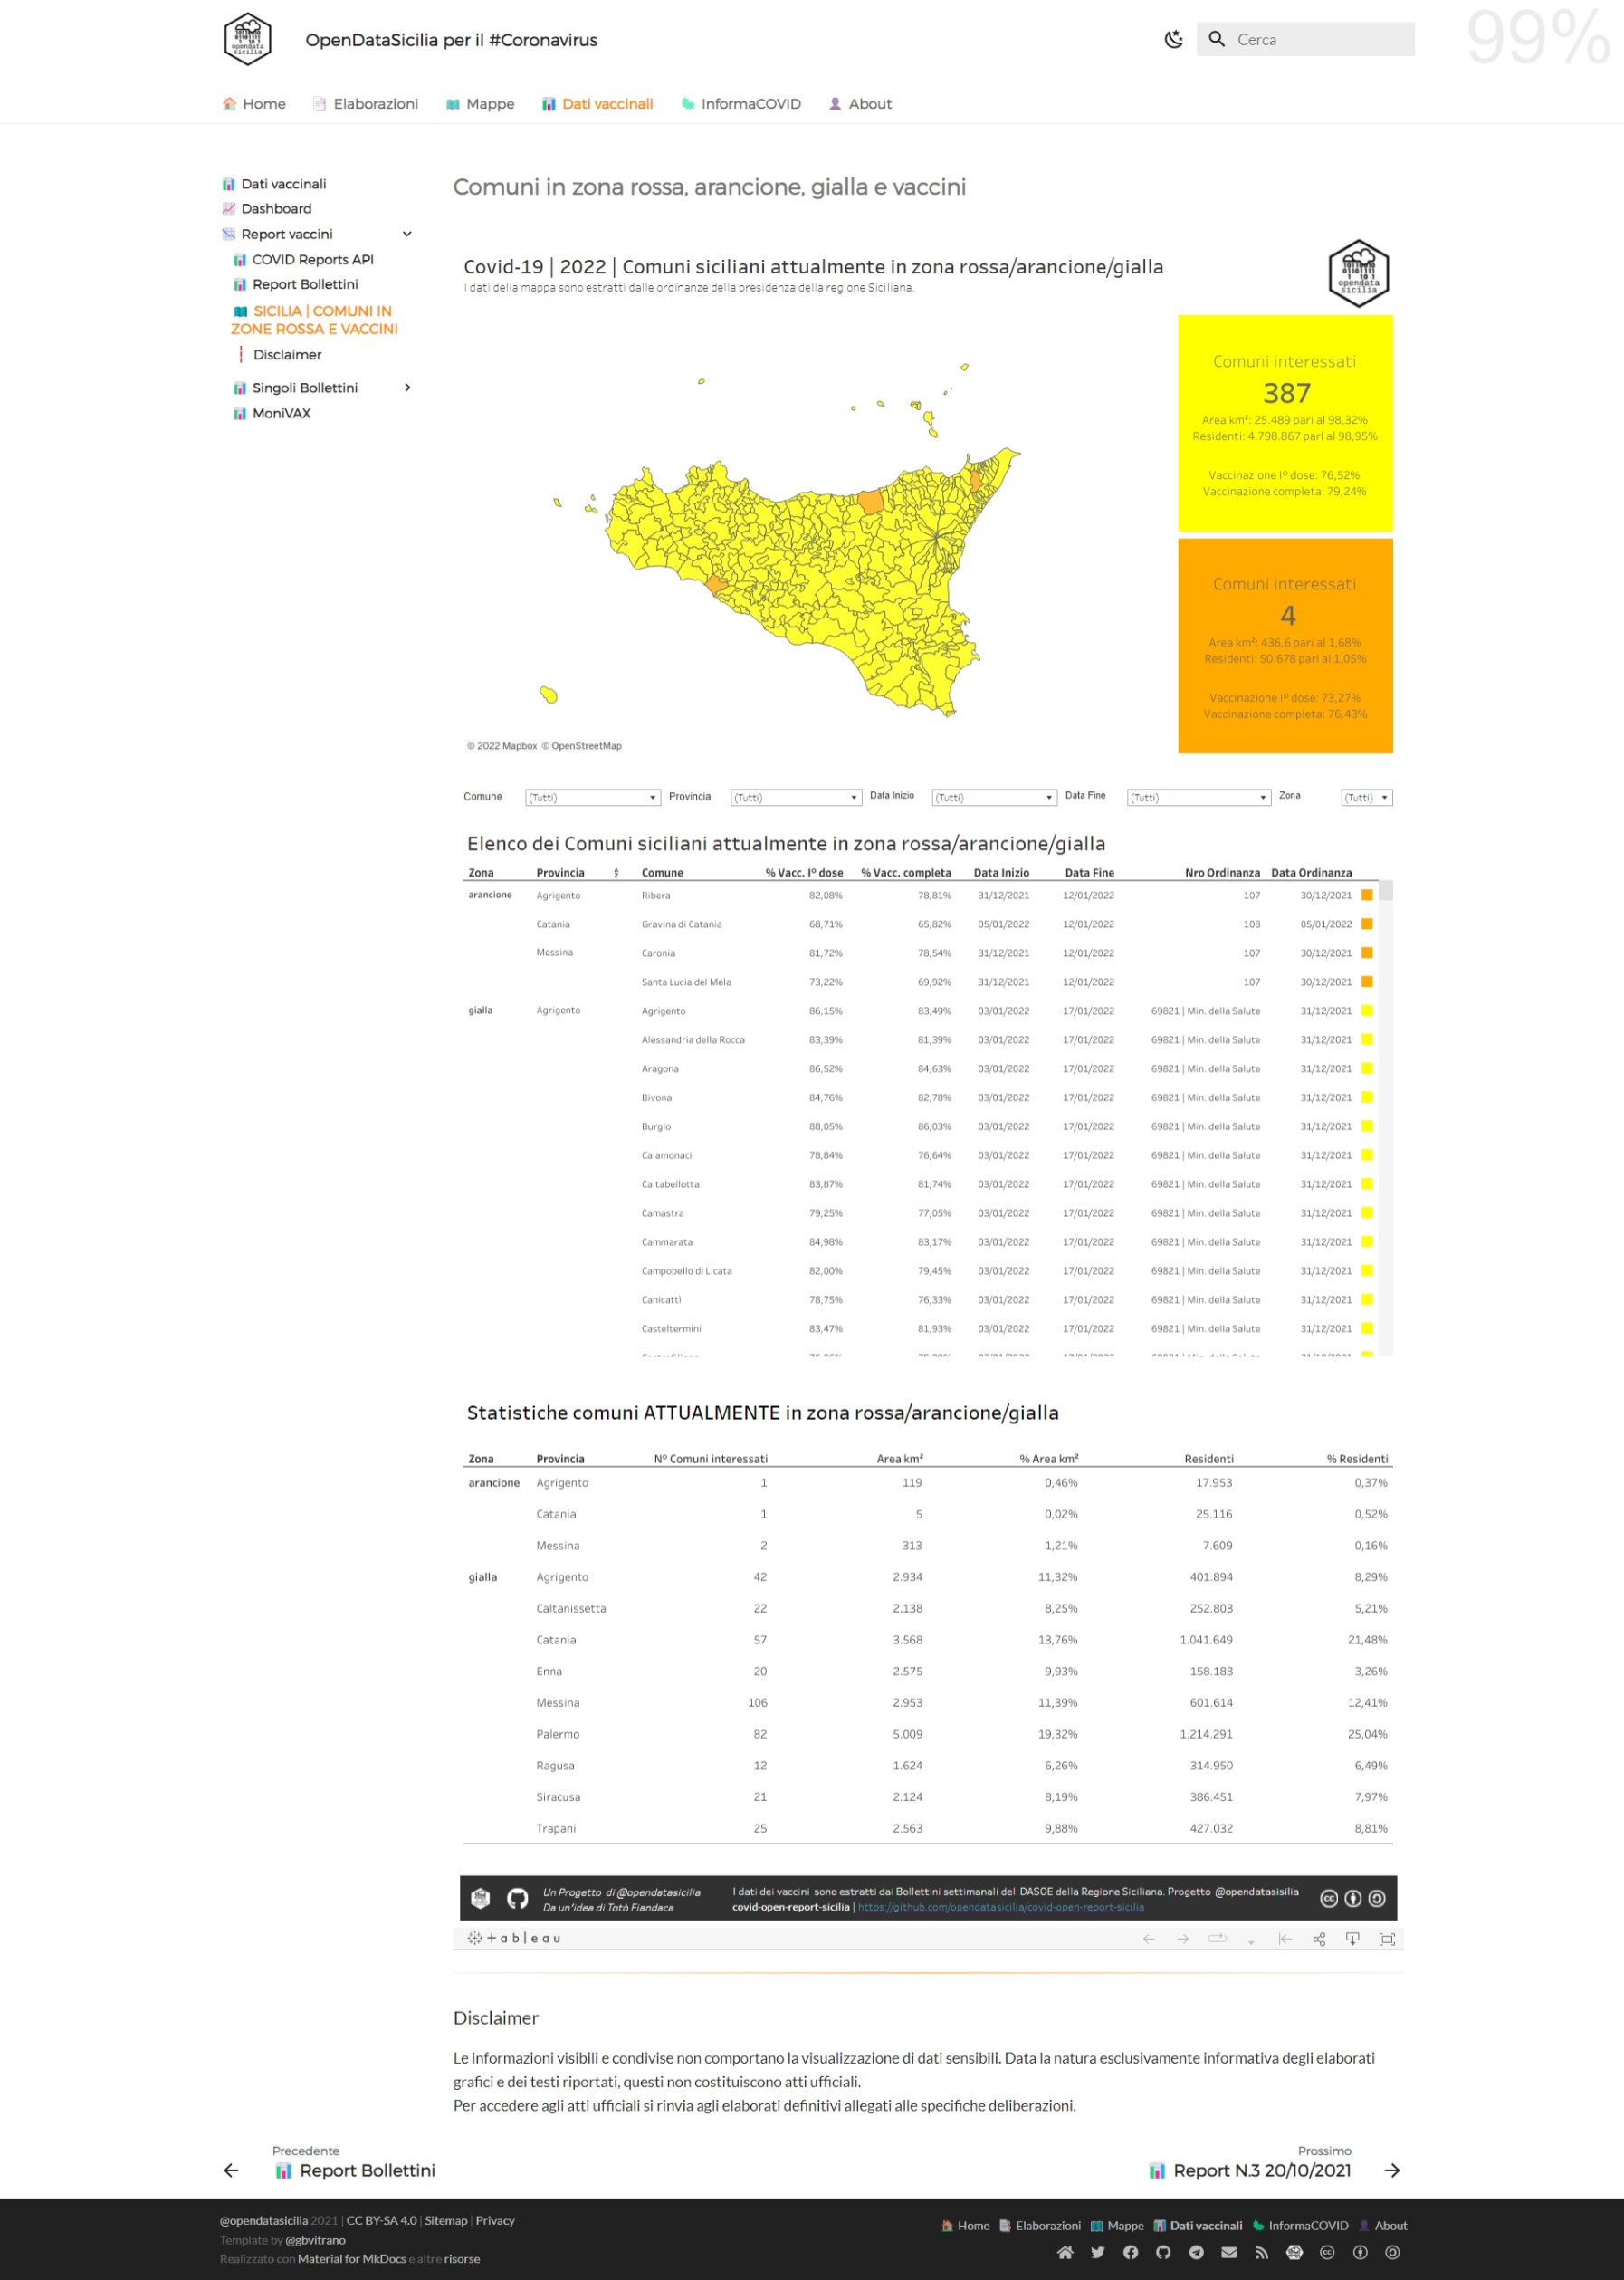 99%
OpenDataSicilia per il #Coronavirus
Cerca
Home Elaborazioni Mappe Dati vaccinali InformaCOVID About
Dati vaccinali
Dashboard
Report vaccini
COVID Reports API
Report Bollettini
SICILIA | COMUNI IN
ZONE ROSSA E VACCINI
Disclaimer
Singoli Bollettini
MoniVAX
Comuni in zona rossa, arancione, gialla e vaccini
Covid-19 | 2022 | Comuni siciliani attualmente in zona rossa/arancione/gialla
I dati della mappa sono estratti dalle ordinanze della presidenza della regione Siciliana.
opendata
sicilia
Comuni interessati
387
Area km²: 25.489 pari al 98,32%
Residenti: 4.798.867 pari al 98,95%
Vaccinazione Iº dose: 76,52%
Vaccinazione completa: 79,24%
Comuni interessati
4
Area km²: 436,6 pari al 1,68%
Residenti: 50.678 pari al 1,05%
Vaccinazione Iº dose: 73,27%
Vaccinazione completa: 76,43%
© 2022 Mapbox © OpenStreetMap
Comune (Tutti) Provincia (Tutti) Data Inizio (Tutti) Data Fine (Tutti) Zona (Tutti)
Elenco dei Comuni siciliani attualmente in zona rossa/arancione/gialla
Zona Provincia Comune % Vacc. Iº dose % Vacc. completa Data Inizio Data Fine Nro Ordinanza Data Ordinanza
arancione Agrigento Ribera 82,08% 78,81% 31/12/2021 12/01/2022 107 30/12/2021
Catania Gravina di Catania 68,71% 65,82% 05/01/2022 12/01/2022 108 05/01/2022
Messina Caronia 81,72% 78,54% 31/12/2021 12/01/2022 107 30/12/2021
Santa Lucia del Mela 73,22% 69,92% 31/12/2021 12/01/2022 107 30/12/2021
gialla Agrigento Agrigento 86,15% 83,49% 03/01/2022 17/01/2022 69821 | Min. della Salute 31/12/2021
Alessandria della Rocca 83,39% 81,39% 03/01/2022 17/01/2022 69821 | Min. della Salute 31/12/2021
Aragona 86,52% 84,63% 03/01/2022 17/01/2022 69821 | Min. della Salute 31/12/2021
Bivona 84,76% 82,78% 03/01/2022 17/01/2022 69821 | Min. della Salute 31/12/2021
Burgio 88,05% 86,03% 03/01/2022 17/01/2022 69821 | Min. della Salute 31/12/2021
Calamonaci 78,84% 76,64% 03/01/2022 17/01/2022 69821 | Min. della Salute 31/12/2021
Caltabellotta 83,87% 81,74% 03/01/2022 17/01/2022 69821 | Min. della Salute 31/12/2021
Camastra 79,25% 77,05% 03/01/2022 17/01/2022 69821 | Min. della Salute 31/12/2021
Cammarata 84,98% 83,17% 03/01/2022 17/01/2022 69821 | Min. della Salute 31/12/2021
Campobello di Licata 82,00% 79,45% 03/01/2022 17/01/2022 69821 | Min. della Salute 31/12/2021
Canicattì 78,75% 76,33% 03/01/2022 17/01/2022 69821 | Min. della Salute 31/12/2021
Casteltermini 83,47% 81,93% 03/01/2022 17/01/2022 69821 | Min. della Salute 31/12/2021
Statistiche comuni ATTUALMENTE in zona rossa/arancione/gialla
Zona Provincia Nº Comuni interessati Area km² % Area km² Residenti % Residenti
arancione Agrigento 1 119 0,46% 17.953 0,37%
Catania 1 5 0,02% 25.116 0,52%
Messina 2 313 1,21% 7.609 0,16%
gialla Agrigento 42 2.934 11,32% 401.894 8,29%
Caltanissetta 22 2.138 8,25% 252.803 5,21%
Catania 57 3.568 13,76% 1.041.649 21,48%
Enna 20 2.575 9,93% 158.183 3,26%
Messina 106 2.953 11,39% 601.614 12,41%
Palermo 82 5.009 19,32% 1.214.291 25,04%
Ragusa 12 1.624 6,26% 314.950 6,49%
Siracusa 21 2.124 8,19% 386.451 7,97%
Trapani 25 2.563 9,88% 427.032 8,81%
Un Progetto di @opendatasicilia
Da un'idea di Totò Fiandaca
I dati dei vaccini sono estratti dai Bollettini settimanali del DASOE della Regione Siciliana. Progetto @opendatasisilia
covid-open-report-sicilia | https://github.com/opendatasicilia/covid-open-report-sicilia
+ableau
Disclaimer
Le informazioni visibili e condivise non comportano la visualizzazione di dati sensibili. Data la natura esclusivamente informativa degli elaborati
grafici e dei testi riportati, questi non costituiscono atti ufficiali.
Per accedere agli atti ufficiali si rinvia agli elaborati definitivi allegati alle specifiche deliberazioni.
Precedente
Report Bollettini
Prossimo
Report N.3 20/10/2021
@opendatasicilia 2021 | CC BY-SA 4.0 | Sitemap | Privacy
Template by @gbvitrano
Realizzato con Material for MkDocs e altre risorse
Home Elaborazioni Mappe Dati vaccinali InformaCOVID About